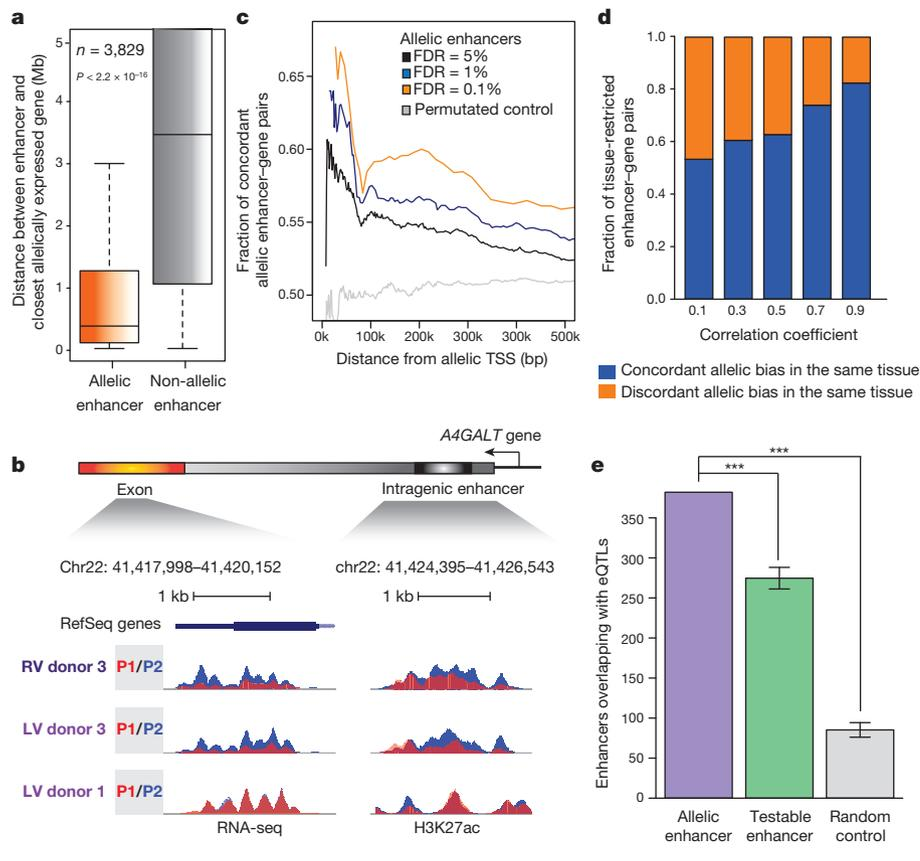 a
Distance between enhancer and
closest allelically expressed gene (Mb)
5
4
3
2
1
0
n = 3,829
P < 2.2 × 10–16
Allelic
enhancer
Non-allelic
enhancer
c
Fraction of concordant
allelic enhancer–gene pairs
0.65
0.60
0.55
0.50
Allelic enhancers
FDR = 5%
FDR = 1%
FDR = 0.1%
Permutated control
0k 100k 200k 300k 300k 500k
Distance from allelic TSS (bp)
d
Fraction of tissue-restricted
enhancer–gene pairs
1.0
0.8
0.6
0.4
0.2
0.0
0.1 0.3 0.5 0.7 0.9
Correlation coefficient
Concordant allelic bias in the same tissue
Discordant allelic bias in the same tissue
b
A4GALT gene
Exon
Intragenic enhancer
Chr22: 41,417,998–41,420,152
chr22: 41,424,395–41,426,543
1 kb
1 kb
RefSeq genes
RV donor 3 P1/P2
LV donor 3 P1/P2
LV donor 1 P1/P2
RNA-seq
H3K27ac
e
Enhancers overlapping with eQTLs
350
300
250
200
150
100
50
0
***
***
Allelic
enhancer
Testable
enhancer
Random
control